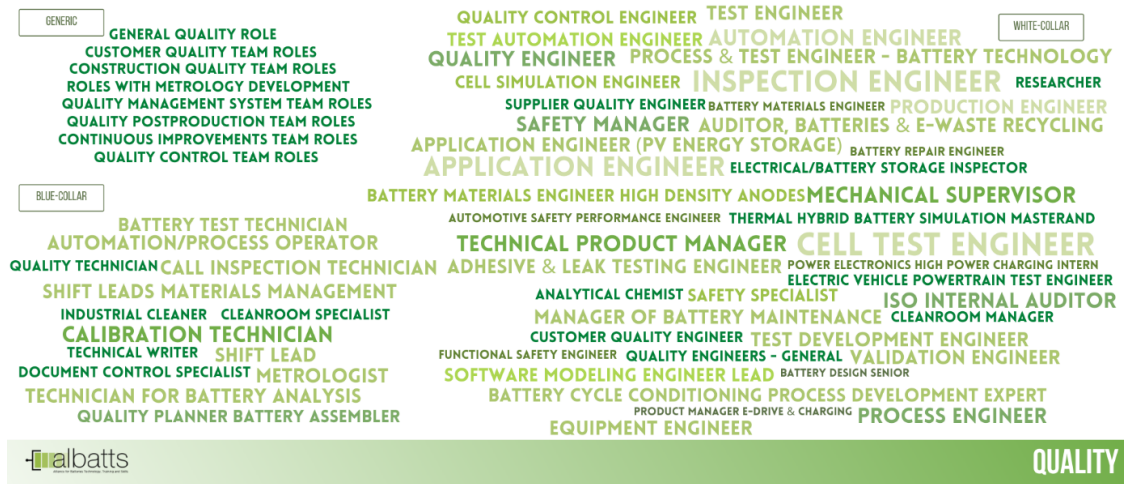 GENERIC
GENERAL QUALITY ROLE
CUSTOMER QUALITY TEAM ROLES
CONSTRUCTION QUALITY TEAM ROLES
ROLES WITH METROLOGY DEVELOPMENT
QUALITY MANAGEMENT SYSTEM TEAM ROLES
QUALITY POSTPRODUCTION TEAM ROLES
CONTINUOUS IMPROVEMENTS TEAM ROLES
QUALITY CONTROL TEAM ROLES
BLUE-COLLAR
BATTERY TEST TECHNICIAN
AUTOMATION/PROCESS OPERATOR
QUALITY TECHNICIAN CALL INSPECTION TECHNICIAN
SHIFT LEADS MATERIALS MANAGEMENT
INDUSTRIAL CLEANER CLEANROOM SPECIALIST
CALIBRATION TECHNICIAN
TECHNICAL WRITER SHIFT LEAD
DOCUMENT CONTROL SPECIALIST METROLOGIST
TECHNICIAN FOR BATTERY ANALYSIS
QUALITY PLANNER BATTERY ASSEMBLER
WHITE-COLLAR
QUALITY CONTROL ENGINEER TEST ENGINEER
TEST AUTOMATION ENGINEER AUTOMATION ENGINEER
QUALITY ENGINEER PROCESS & TEST ENGINEER - BATTERY TECHNOLOGY
CELL SIMULATION ENGINEER INSPECTION ENGINEER RESEARCHER
SUPPLIER QUALITY ENGINEER BATTERY MATERIALS ENGINEER PRODUCTION ENGINEER
SAFETY MANAGER AUDITOR, BATTERIES & E-WASTE RECYCLING
APPLICATION ENGINEER (PV ENERGY STORAGE) BATTERY REPAIR ENGINEER
APPLICATION ENGINEER ELECTRICAL/BATTERY STORAGE INSPECTOR
BATTERY MATERIALS ENGINEER HIGH DENSITY ANODES MECHANICAL SUPERVISOR
AUTOMOTIVE SAFETY PERFORMANCE ENGINEER THERMAL HYBRID BATTERY SIMULATION MASTERAND
TECHNICAL PRODUCT MANAGER CELL TEST ENGINEER
ADHESIVE & LEAK TESTING ENGINEER POWER ELECTRONICS HIGH POWER CHARGING INTERN
ELECTRIC VEHICLE POWERTRAIN TEST ENGINEER
ANALYTICAL CHEMIST SAFETY SPECIALIST ISO INTERNAL AUDITOR
MANAGER OF BATTERY MAINTENANCE CLEANROOM MANAGER
CUSTOMER QUALITY ENGINEER TEST DEVELOPMENT ENGINEER
FUNCTIONAL SAFETY ENGINEER QUALITY ENGINEERS - GENERAL VALIDATION ENGINEER
SOFTWARE MODELING ENGINEER LEAD BATTERY DESIGN SENIOR
BATTERY CYCLE CONDITIONING PROCESS DEVELOPMENT EXPERT
PRODUCT MANAGER E-DRIVE & CHARGING PROCESS ENGINEER
EQUIPMENT ENGINEER
albatts
Alliance for Batteries Technology, Training and Skills
QUALITY